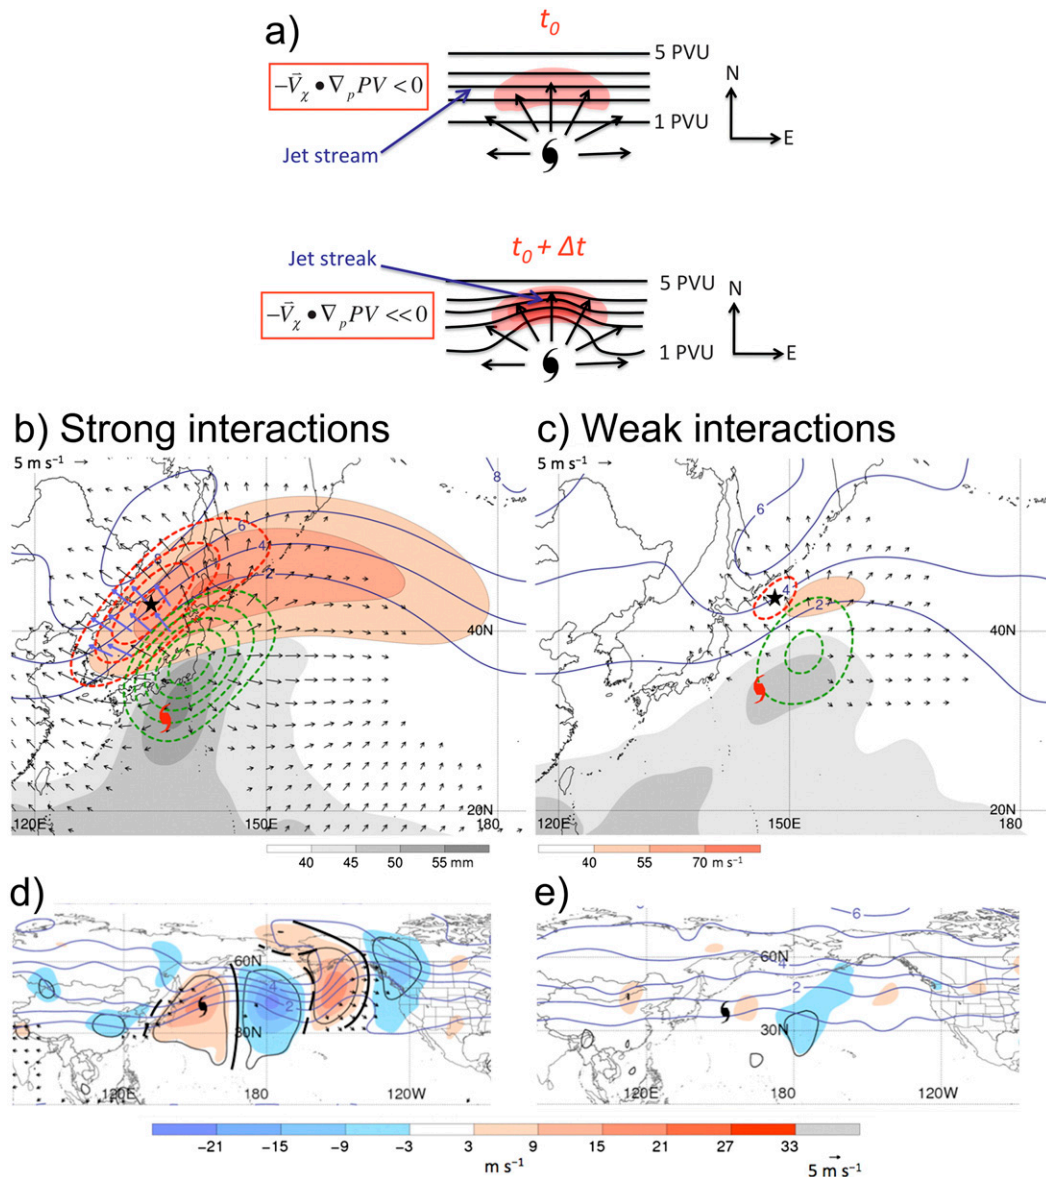 a)
t₀
5 PVU
−V⃗χ • ∇ₚPV < 0
N
Jet stream
1 PVU
E
t₀ + Δt
Jet streak
5 PVU
N
−V⃗χ • ∇ₚPV << 0
1 PVU
E
b) Strong interactions
c) Weak interactions
5 m s⁻¹
5 m s⁻¹
8
6
6
8
4
4
2
2
40N
40N
20N
20N
120E
150E
180
120E
150E
180
40 45 50 55 mm
40 55 70 m s⁻¹
d)
e)
6
60N
60N
4
4
2
2
30N
30N
120E
180
120W
120E
180
120W
−21 −15 −9 −3 3 9 15 21 27 33
m s⁻¹
5 m s⁻¹